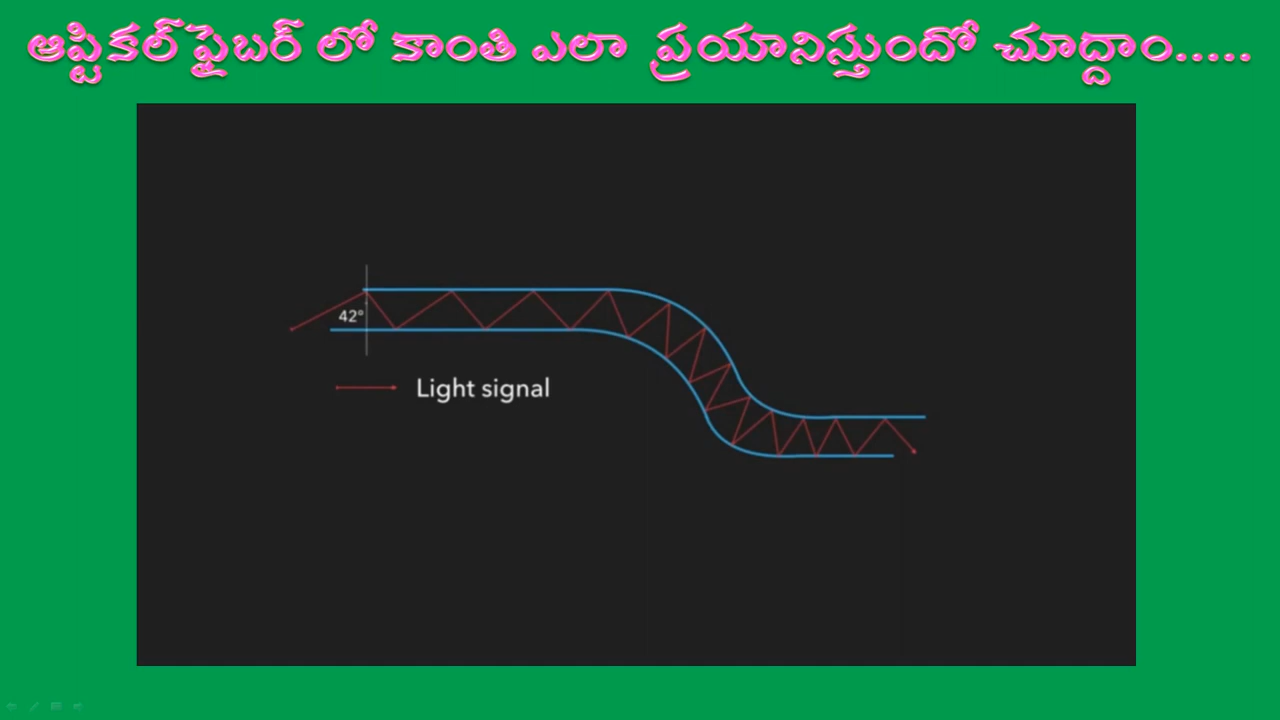 ఆప్టికల్ ఫైబర్ లో కాంతి ఎలా ప్రయానిస్తుందో చూద్దాం.....
42°
Light signal